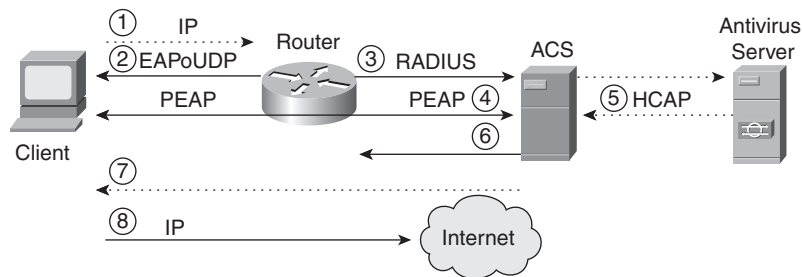 ① IP
Router
② EAPoUDP
③ RADIUS
ACS
Antivirus
Server
PEAP
PEAP ④
⑤ HCAP
Client
⑥
⑦
⑧ IP
Internet